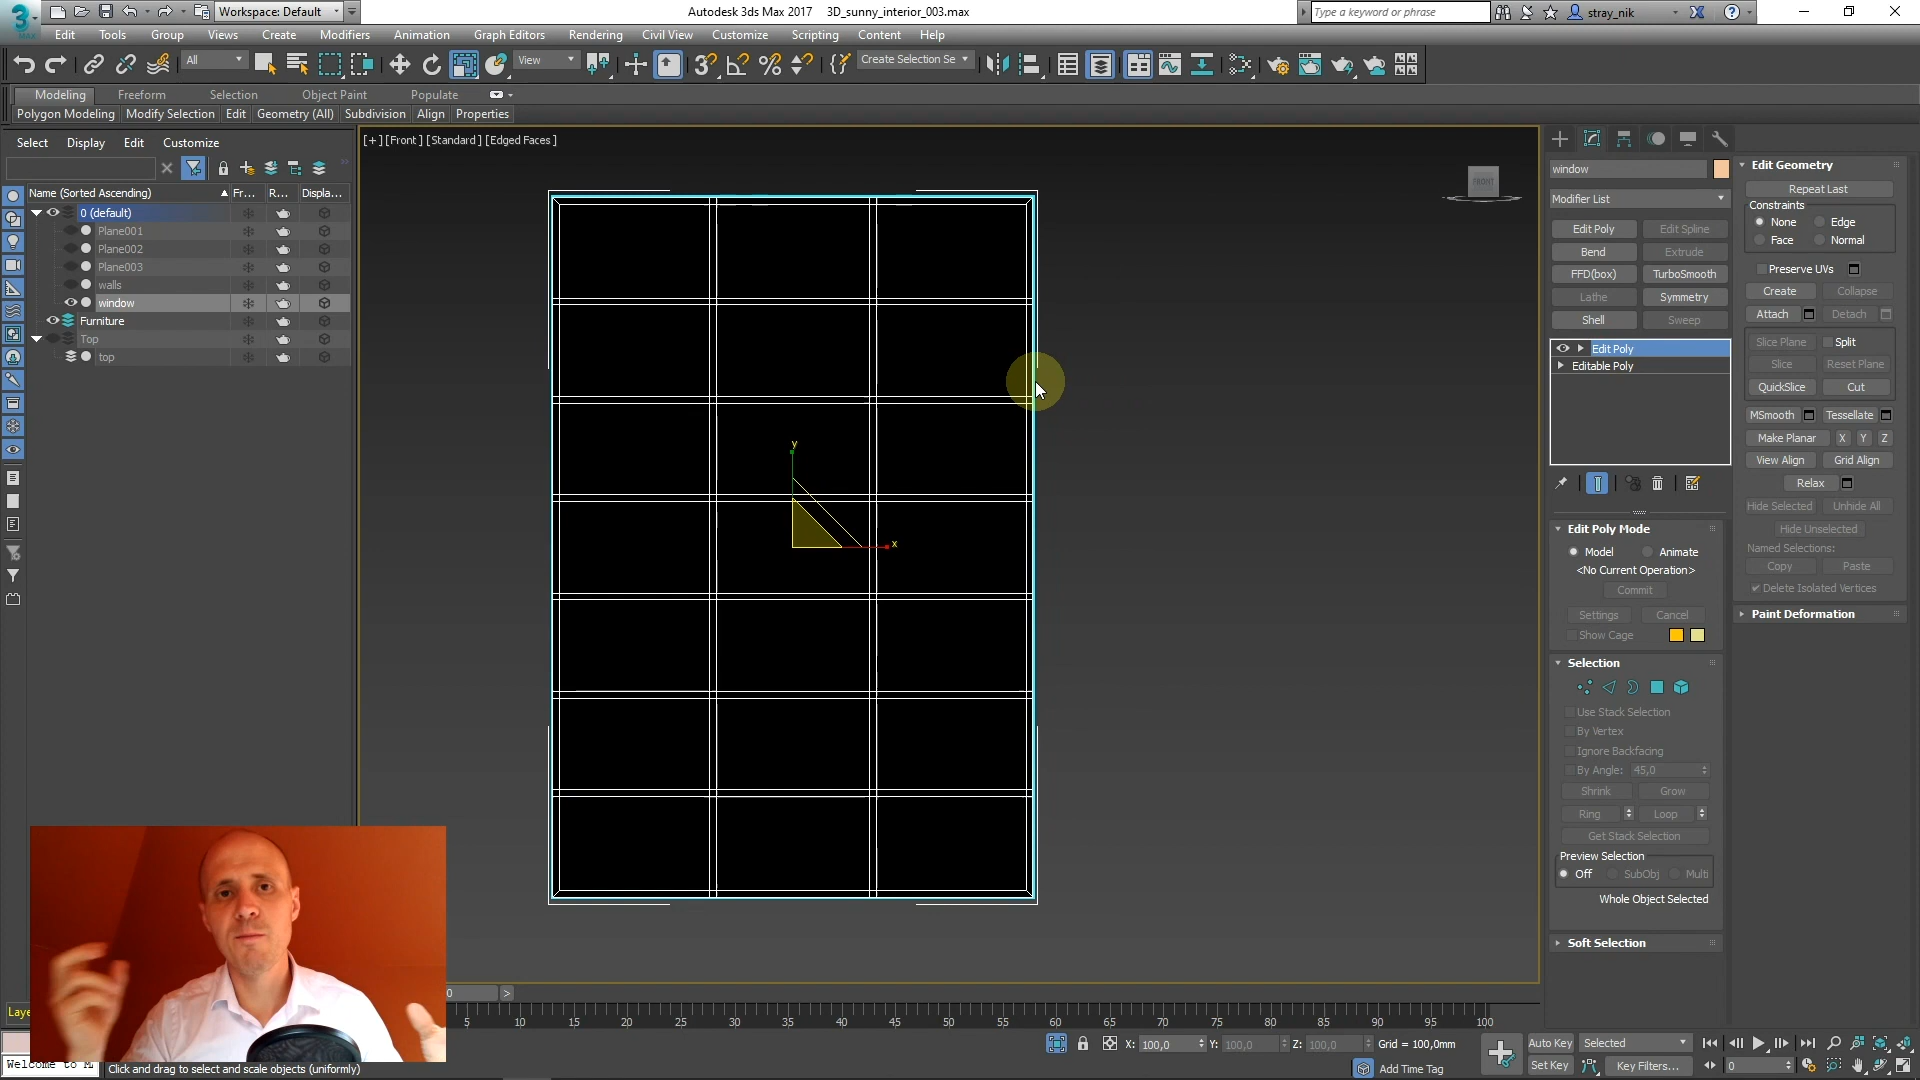 3
MAX
Workspace: Default
Autodesk 3ds Max 2017 3D_sunny_interior_003.max
Type a keyword or phrase
stray_nik
Edit Tools Group Views Create Modifiers Animation Graph Editors Rendering Civil View Customize Scripting Content Help
All
View
Create Selection Se
Modeling Freeform Selection Object Paint Populate
Polygon Modeling Modify Selection Edit Geometry (All) Subdivision Align Properties
Select Display Edit Customize
Name (Sorted Ascending) Fr... R... Displa...
0 (default)
Plane001
Plane002
Plane003
walls
window
Furniture
Top
top
[+] [Front] [Standard] [Edged Faces]
FRONT
y
x
window
Modifier List
Edit Poly Edit Spline
Bend Extrude
FFD(box) TurboSmooth
Lathe Symmetry
Shell Sweep
Edit Poly
Editable Poly
Edit Poly Mode
Model Animate
<No Current Operation>
Commit
Settings Cancel
Show Cage
Selection
Use Stack Selection
By Vertex
Ignore Backfacing
By Angle: 45,0
Shrink Grow
Ring Loop
Get Stack Selection
Preview Selection
Off SubObj Multi
Whole Object Selected
Soft Selection
Edit Geometry
Repeat Last
Constraints
None Edge
Face Normal
Preserve UVs
Create Collapse
Attach Detach
Slice Plane Split
Slice Reset Plane
QuickSlice Cut
MSmooth Tessellate
Make Planar X Y Z
View Align Grid Align
Relax
Hide Selected Unhide All
Hide Unselected
Named Selections:
Copy Paste
Delete Isolated Vertices
Paint Deformation
0 >
5 10 15 20 25 30 35 40 45 50 55 60 65 70 75 80 85 90 95 100
X: 100,0 Y: 100,0 Z: 100,0 Grid = 100,0mm
Auto Key Selected
Set Key Key Filters... 0
Welcome to M
Click and drag to select and scale objects (uniformly)
Add Time Tag